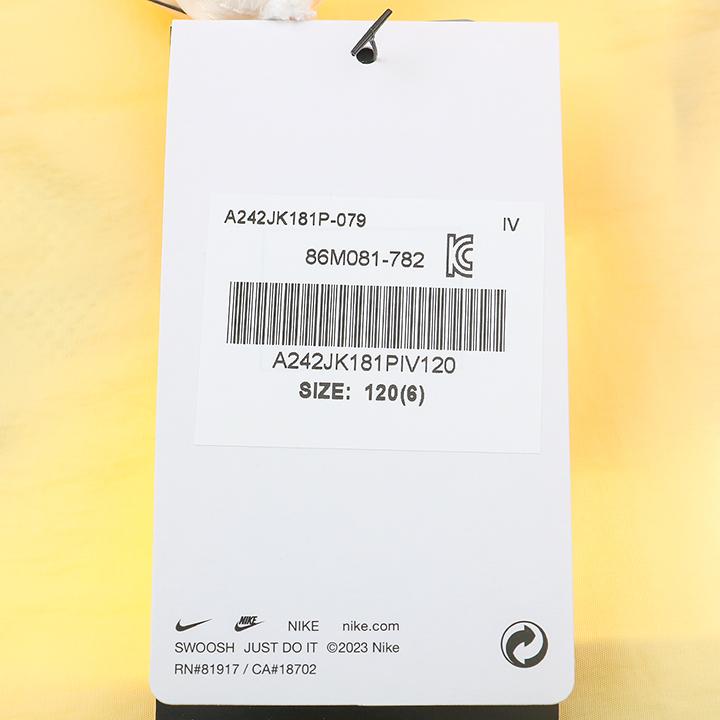 A242JK181P-079
IV
86M081-782
A242JK181PIV120
SIZE: 120(6)
NIKE
NIKE nike.com
SWOOSH JUST DO IT ©2023 Nike
RN#81917 / CA#18702